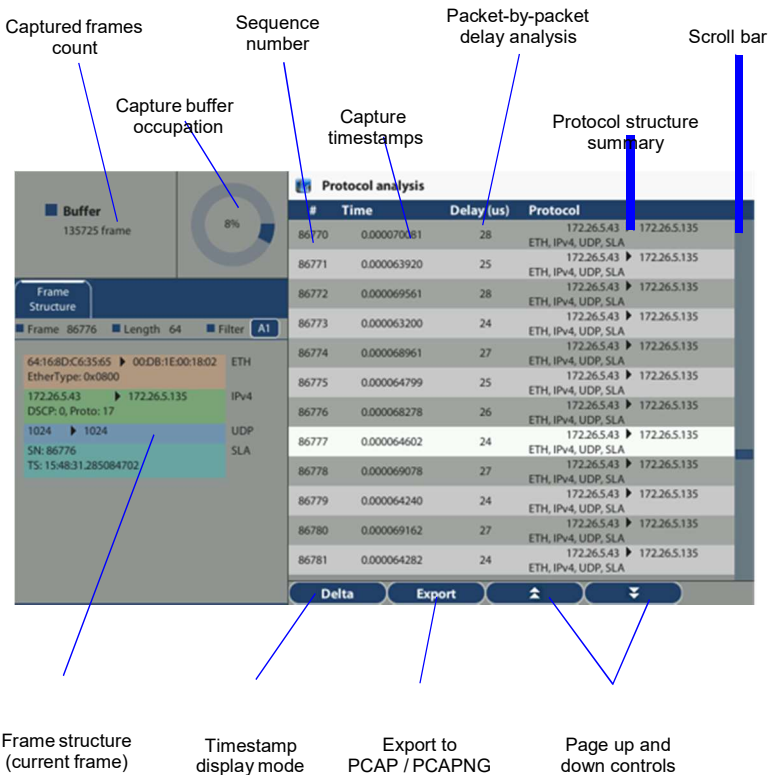 Captured frames
count
Sequence
number
Packet-by-packet
delay analysis
Scroll bar
Capture buffer
occupation
Capture
timestamps
Protocol structure
summary
Buffer
135725 frame
8%
Frame
Structure
Frame 86776 Length 64 Filter A1
64:16:8D:C6:35:65 00:DB:1E:00:18:02 ETH
EtherType: 0x0800
172.26.5.43 172.26.5.135 IPv4
DSCP: 0, Proto: 17
1024 1024 UDP
SN: 86776 SLA
TS: 15:48:31.285084702
Protocol analysis
# Time Delay (us) Protocol
172.26.5.43 172.26.5.135
86770 0.000070081 28
ETH, IPv4, UDP, SLA
172.26.5.43 172.26.5.135
86771 0.000063920 25
ETH, IPv4, UDP, SLA
172.26.5.43 172.26.5.135
86772 0.000069561 28
ETH, IPv4, UDP, SLA
172.26.5.43 172.26.5.135
86773 0.000063200 24
ETH, IPv4, UDP, SLA
172.26.5.43 172.26.5.135
86774 0.000068961 27
ETH, IPv4, UDP, SLA
172.26.5.43 172.26.5.135
86775 0.000064799 25
ETH, IPv4, UDP, SLA
172.26.5.43 172.26.5.135
86776 0.000068278 26
ETH, IPv4, UDP, SLA
172.26.5.43 172.26.5.135
86777 0.000064602 24
ETH, IPv4, UDP, SLA
172.26.5.43 172.26.5.135
86778 0.000069078 27
ETH, IPv4, UDP, SLA
172.26.5.43 172.26.5.135
86779 0.000064240 24
ETH, IPv4, UDP, SLA
172.26.5.43 172.26.5.135
86780 0.000069162 27
ETH, IPv4, UDP, SLA
172.26.5.43 172.26.5.135
86781 0.000064282 24
ETH, IPv4, UDP, SLA
Delta Export
Frame structure
(current frame)
Timestamp
display mode
Export to
PCAP / PCAPNG
Page up and
down controls